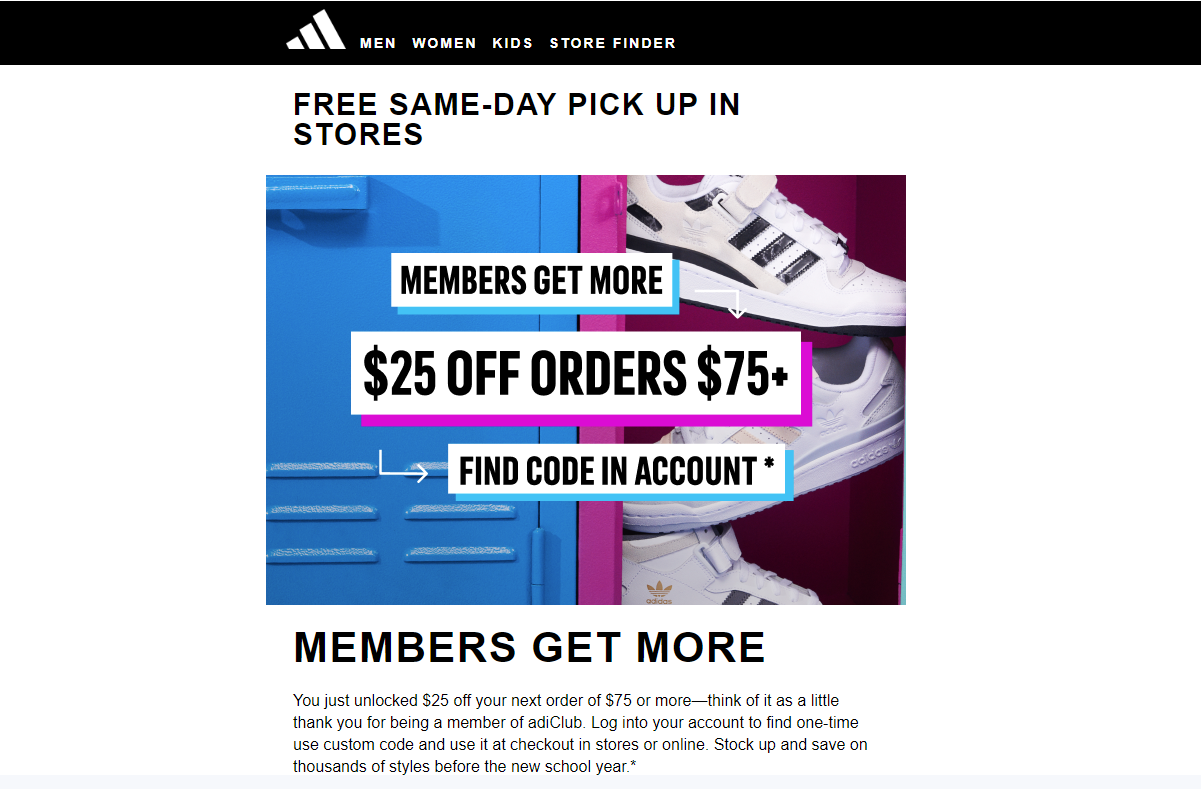 MEN WOMEN KIDS STORE FINDER
FREE SAME-DAY PICK UP IN
STORES
MEMBERS GET MORE
$25 OFF ORDERS $75+
FIND CODE IN ACCOUNT *
adidas
adidas
MEMBERS GET MORE
You just unlocked $25 off your next order of $75 or more—think of it as a little
thank you for being a member of adiClub. Log into your account to find one-time
use custom code and use it at checkout in stores or online. Stock up and save on
thousands of styles before the new school year.*